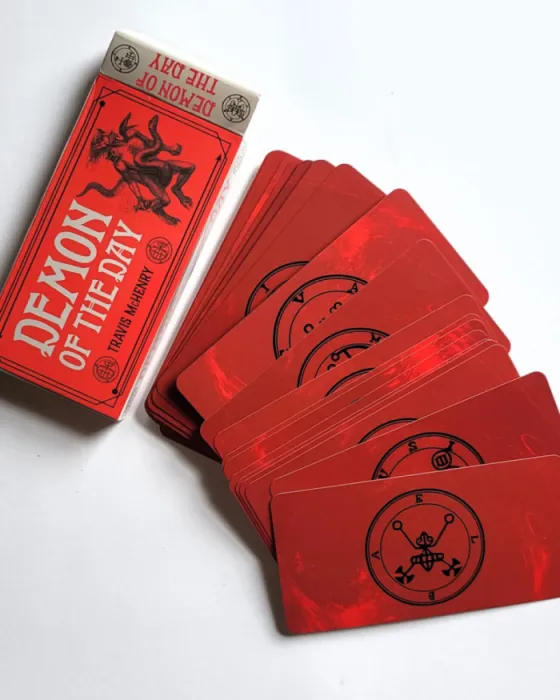 DEMON OF
THE DAY
DEMON
OF THE DAY
TRAVIS McHENRY
B A E L